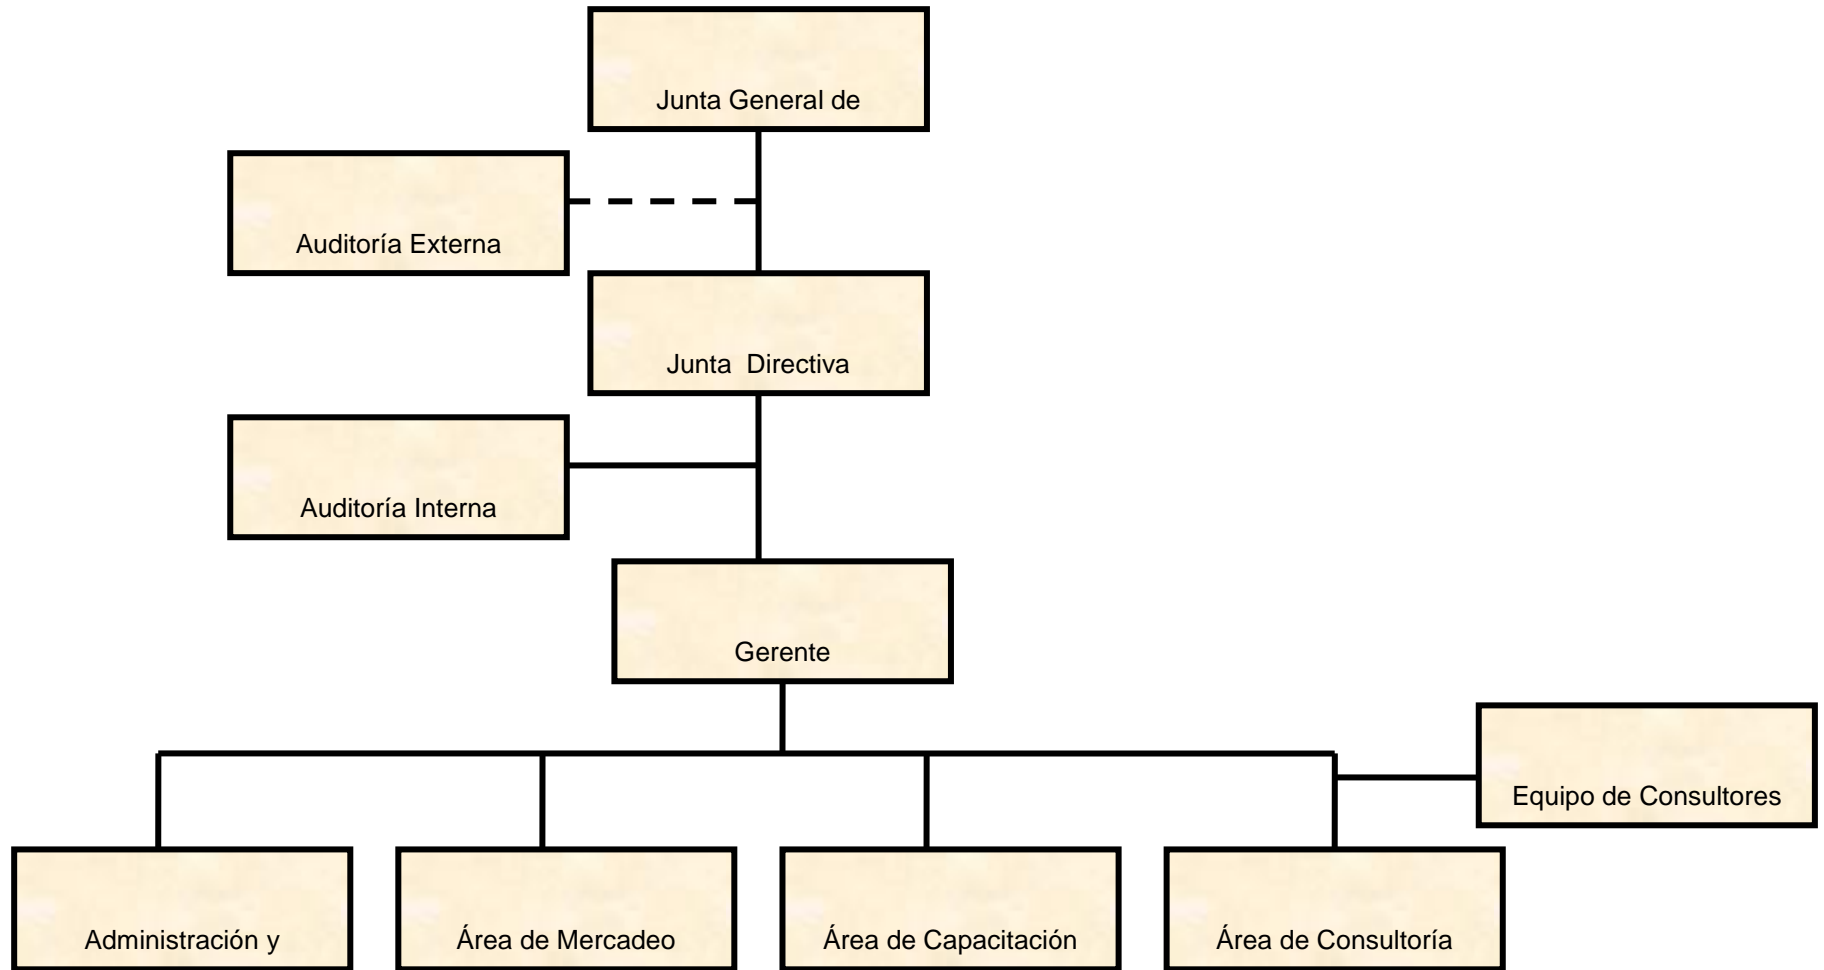 Junta General de
Auditoría Externa
Junta  Directiva
Auditoría Interna
Gerente
Equipo de Consultores
Administración y
Área de Mercadeo
Área de Capacitación
Área de Consultoría